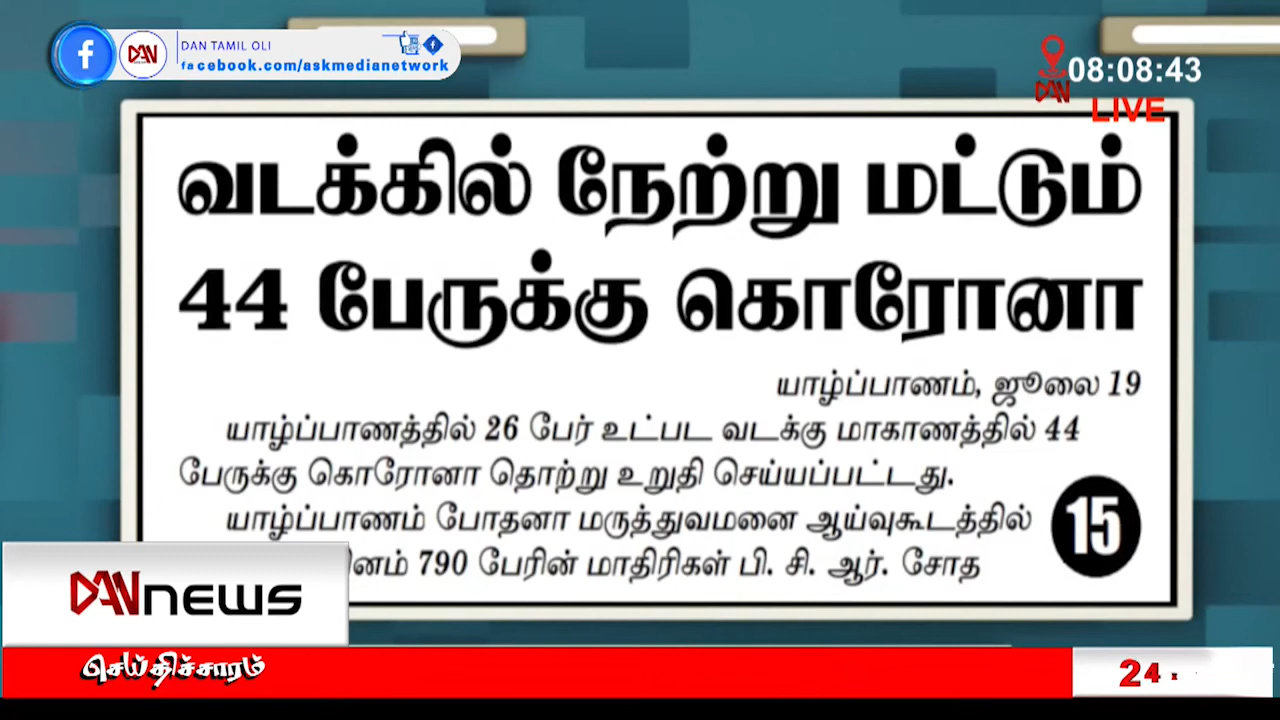 DAN TAMIL OLI
facebook.com/askmedianetwork
DAN
DAN
08:08:43
LIVE
வடக்கில் நேற்று மட்டும்
44 பேருக்கு கொரோனா
யாழ்ப்பாணம், ஜூலை 19
யாழ்ப்பாணத்தில் 26 பேர் உட்பட வடக்கு மாகாணத்தில் 44
பேருக்கு கொரோனா தொற்று உறுதி செய்யப்பட்டது.
யாழ்ப்பாணம் போதனா மருத்துவமனை ஆய்வுகூடத்தில்
790 பேரின் மாதிரிகள் பி. சி. ஆர். சோத
15
DAN news
செய்திச்சாரம்
24